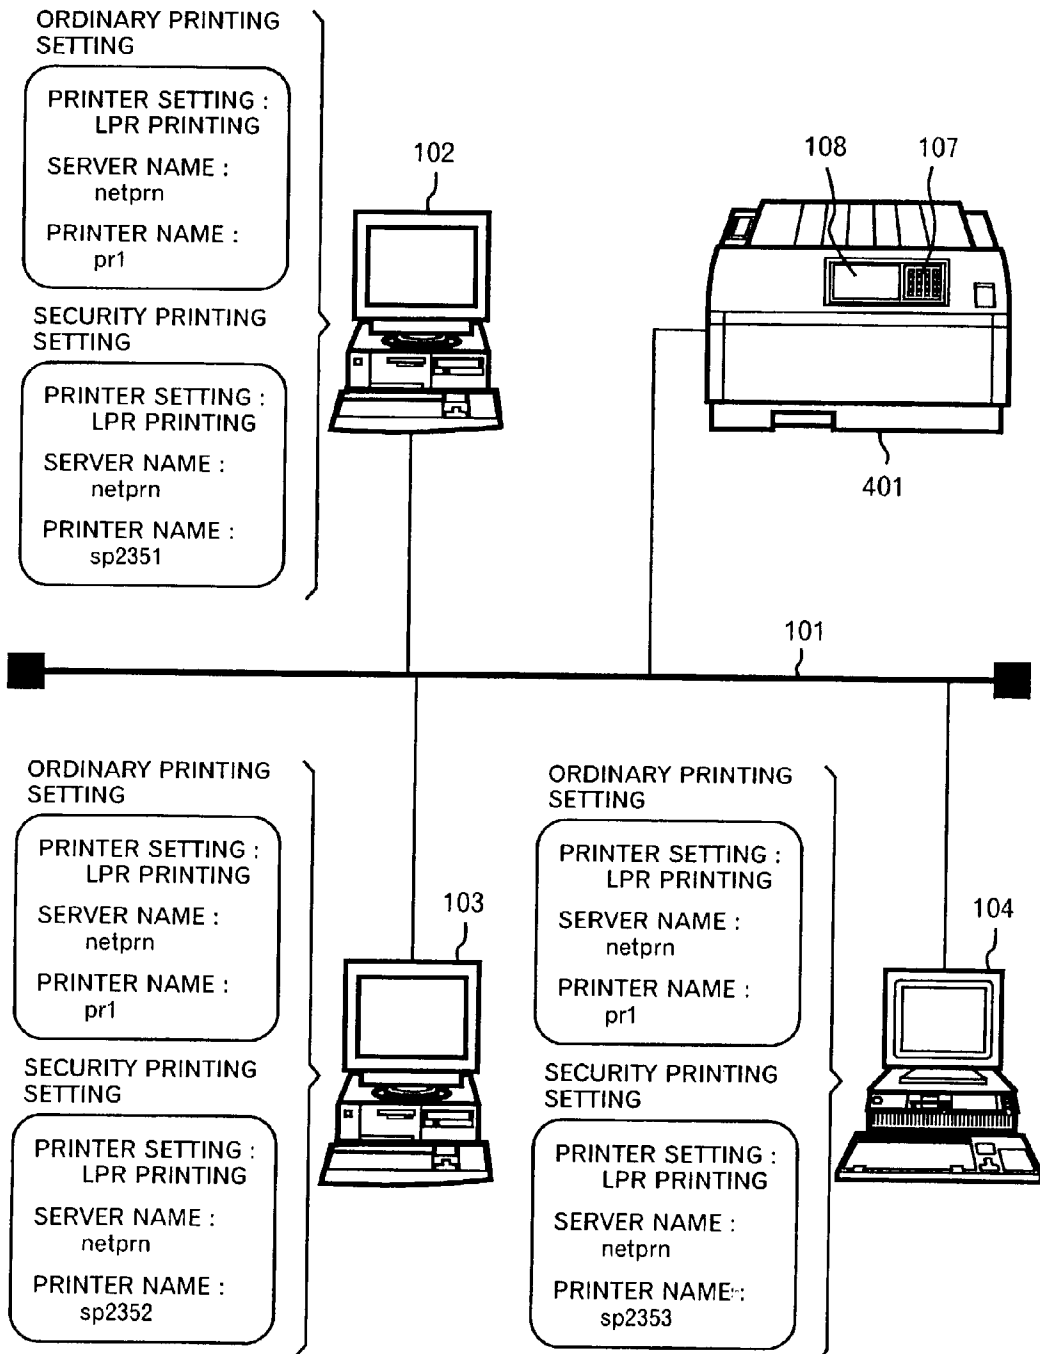 ORDINARY PRINTING
SETTING
PRINTER SETTING :
LPR PRINTING
SERVER NAME :
netprn
PRINTER NAME :
pr1
SECURITY PRINTING
SETTING
PRINTER SETTING :
LPR PRINTING
SERVER NAME :
netprn
PRINTER NAME :
sp2351
102
108
107
401
101
ORDINARY PRINTING
SETTING
PRINTER SETTING :
LPR PRINTING
SERVER NAME :
netprn
PRINTER NAME :
pr1
SECURITY PRINTING
SETTING
PRINTER SETTING :
LPR PRINTING
SERVER NAME :
netprn
PRINTER NAME :
sp2352
103
ORDINARY PRINTING
SETTING
PRINTER SETTING :
LPR PRINTING
SERVER NAME :
netprn
PRINTER NAME :
pr1
SECURITY PRINTING
SETTING
PRINTER SETTING :
LPR PRINTING
SERVER NAME :
netprn
PRINTER NAME :
sp2353
104